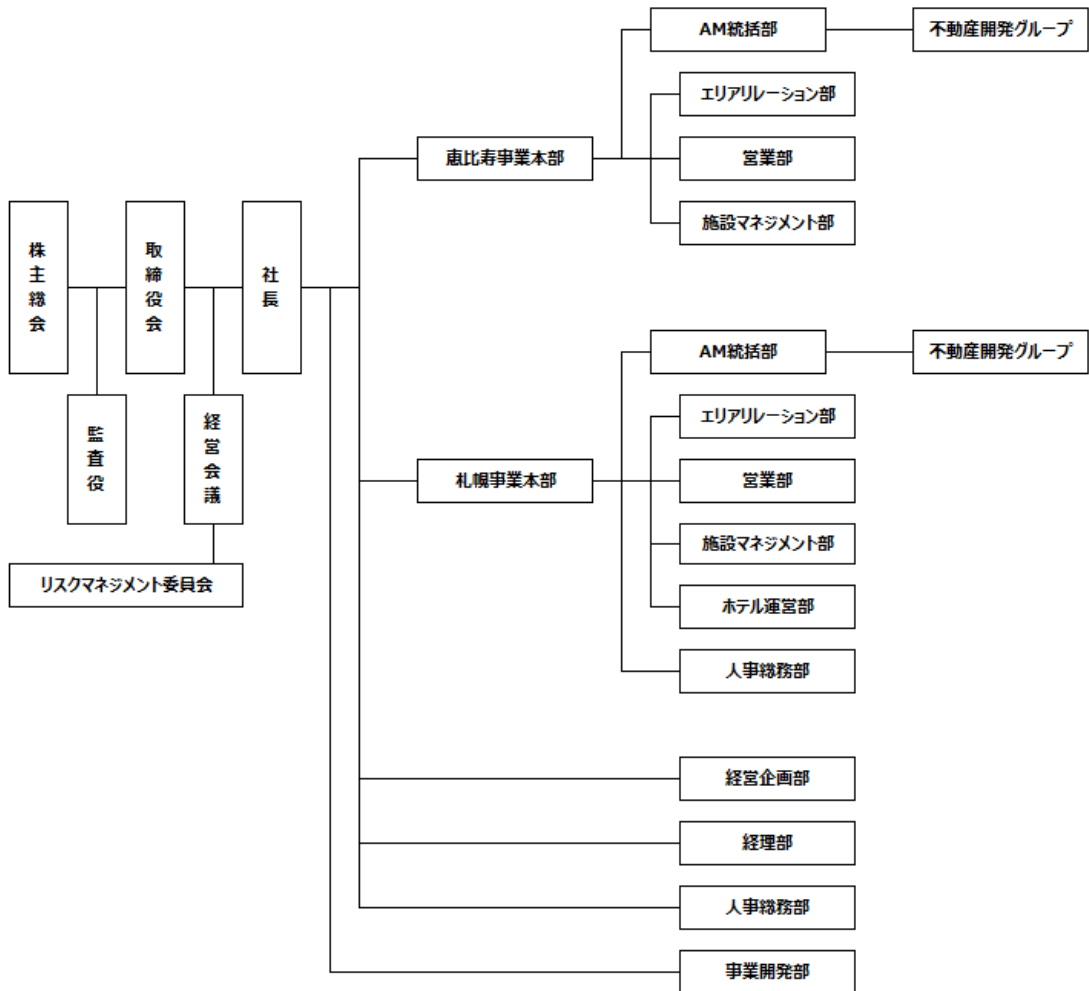 株主総会
監査役
取締役会
経営会議
リスクマネジメント委員会
社長
恵比寿事業本部
AM統括部
不動産開発グループ
エリアリレーション部
営業部
施設マネジメント部
札幌事業本部
AM統括部
不動産開発グループ
エリアリレーション部
営業部
施設マネジメント部
ホテル運営部
人事総務部
経営企画部
経理部
人事総務部
事業開発部